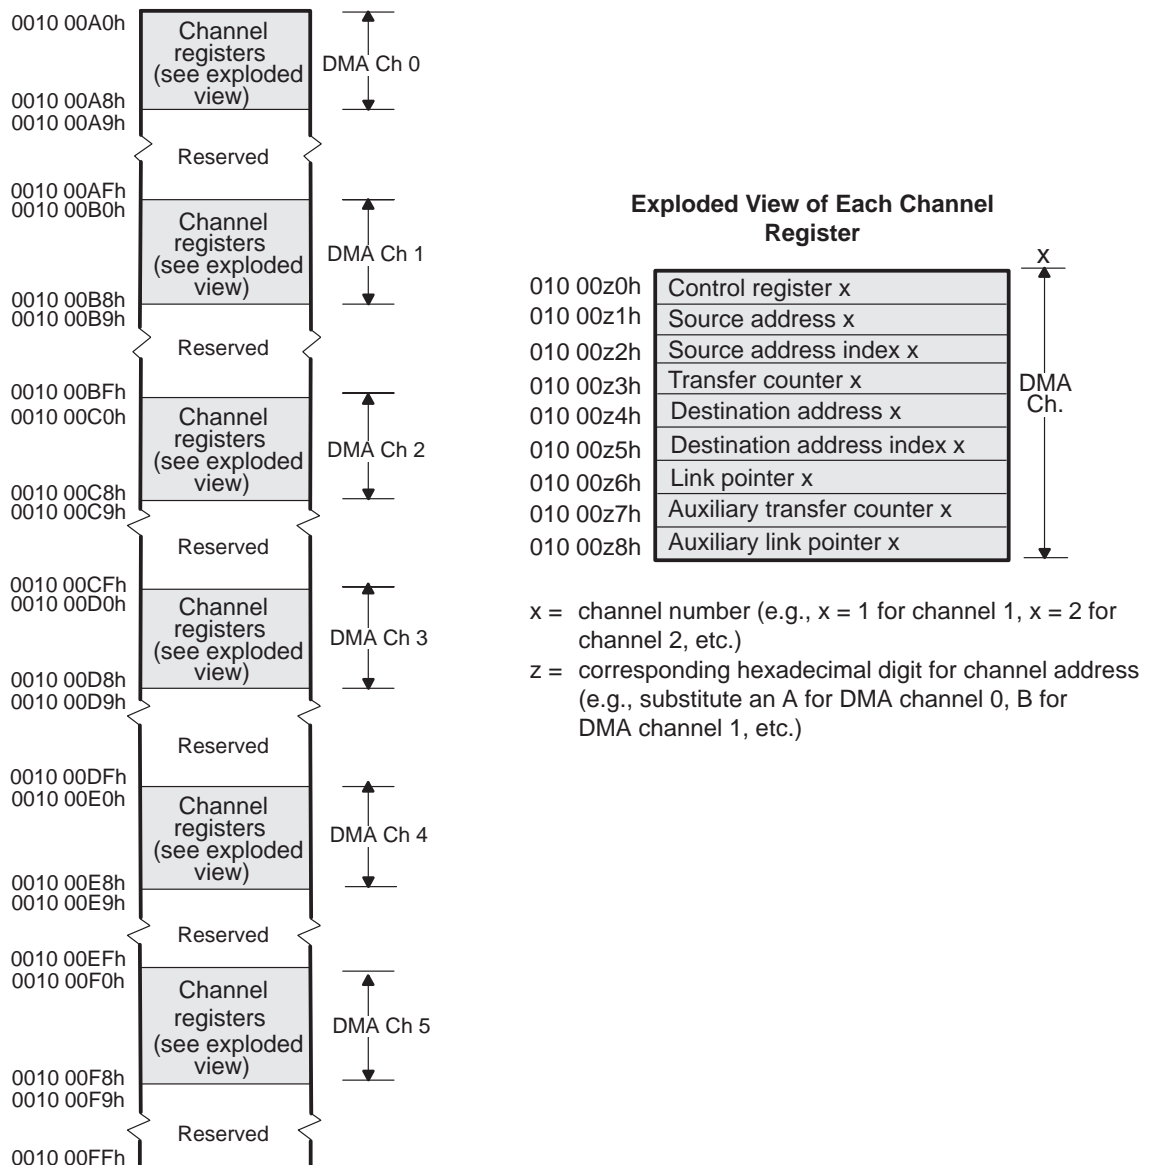 0010 00A0h
Channel
registers
(see exploded
view)
DMA Ch 0
0010 00A8h
0010 00A9h
Reserved
0010 00AFh
0010 00B0h
Channel
registers
(see exploded
view)
DMA Ch 1
0010 00B8h
0010 00B9h
Reserved
0010 00BFh
0010 00C0h
Channel
registers
(see exploded
view)
DMA Ch 2
0010 00C8h
0010 00C9h
Reserved
0010 00CFh
0010 00D0h
Channel
registers
(see exploded
view)
DMA Ch 3
0010 00D8h
0010 00D9h
Reserved
0010 00DFh
0010 00E0h
Channel
registers
(see exploded
view)
DMA Ch 4
0010 00E8h
0010 00E9h
Reserved
0010 00EFh
0010 00F0h
Channel
registers
(see exploded
view)
DMA Ch 5
0010 00F8h
0010 00F9h
Reserved
0010 00FFh
Exploded View of Each Channel
Register
x
010 00z0h Control register x
010 00z1h Source address x
010 00z2h Source address index x
010 00z3h Transfer counter x
010 00z4h Destination address x
010 00z5h Destination address index x
010 00z6h Link pointer x
010 00z7h Auxiliary transfer counter x
010 00z8h Auxiliary link pointer x
DMA
Ch.
x = channel number (e.g., x = 1 for channel 1, x = 2 for
channel 2, etc.)
z = corresponding hexadecimal digit for channel address
(e.g., substitute an A for DMA channel 0, B for
DMA channel 1, etc.)